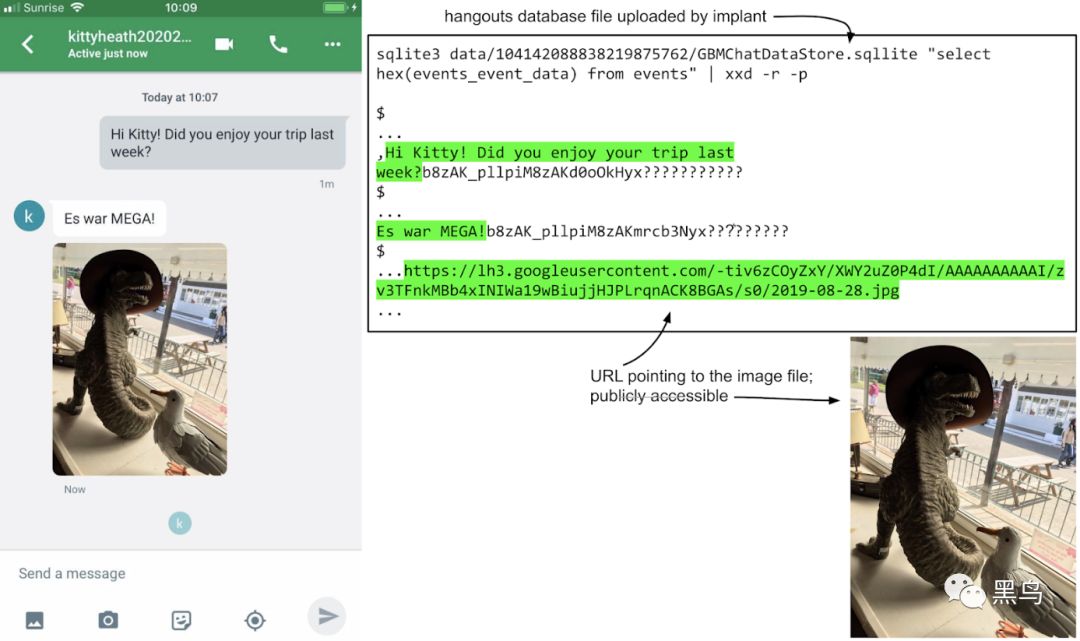 Sunrise
10:09
kittyheath20202...
Active just now
Today at 10:07
Hi Kitty! Did you enjoy your trip last
week?
1m
k
Es war MEGA!
Now
k
Send a message
hangouts database file uploaded by implant
sqlite3 data/104142088838219875762/GBMChatDataStore.sqllite "select
hex(events_event_data) from events" | xxd -r -p
$
...
,Hi Kitty! Did you enjoy your trip last
week?b8zAK_pllpiM8zAKd0oOkHyx???????????
$
...
Es war MEGA!b8zAK_pllpiM8zAKmrcb3Nyx?????????
$
...https://lh3.googleusercontent.com/-tiv6zCOyZxY/XWY2uZ0P4dI/AAAAAAAAAAI/z
v3TFnkMBb4xINIWa19wBiujjHJPLrqnACK8BGAs/s0/2019-08-28.jpg
...
URL pointing to the image file;
publicly accessible
黑鸟